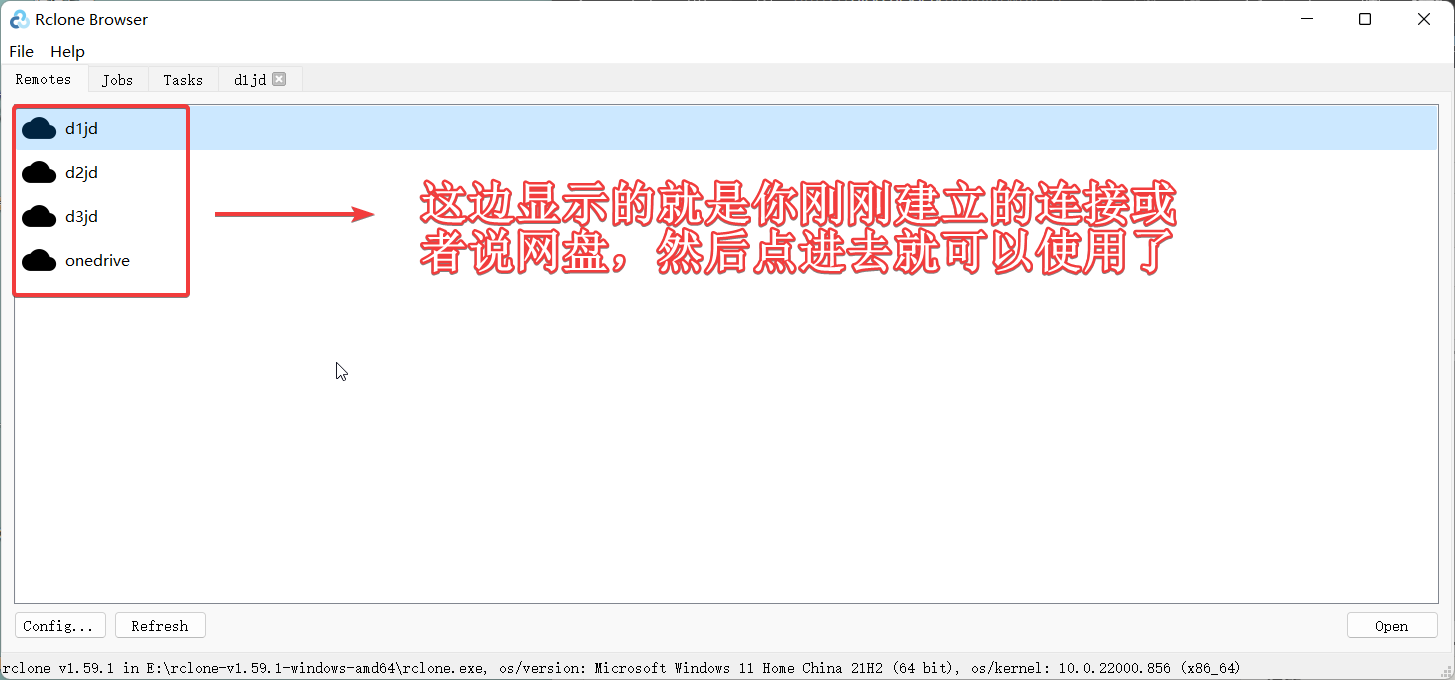 Rclone Browser
File Help
Remotes Jobs Tasks d1jd
d1jd
d2jd
d3jd
onedrive
这边显示的就是你刚刚建立的连接或
者说网盘，然后点进去就可以使用了
Config... Refresh Open
rclone v1.59.1 in E:\rclone-v1.59.1-windows-amd64\rclone.exe, os/version: Microsoft Windows 11 Home China 21H2 (64 bit), os/kernel: 10.0.22000.856 (x86_64)